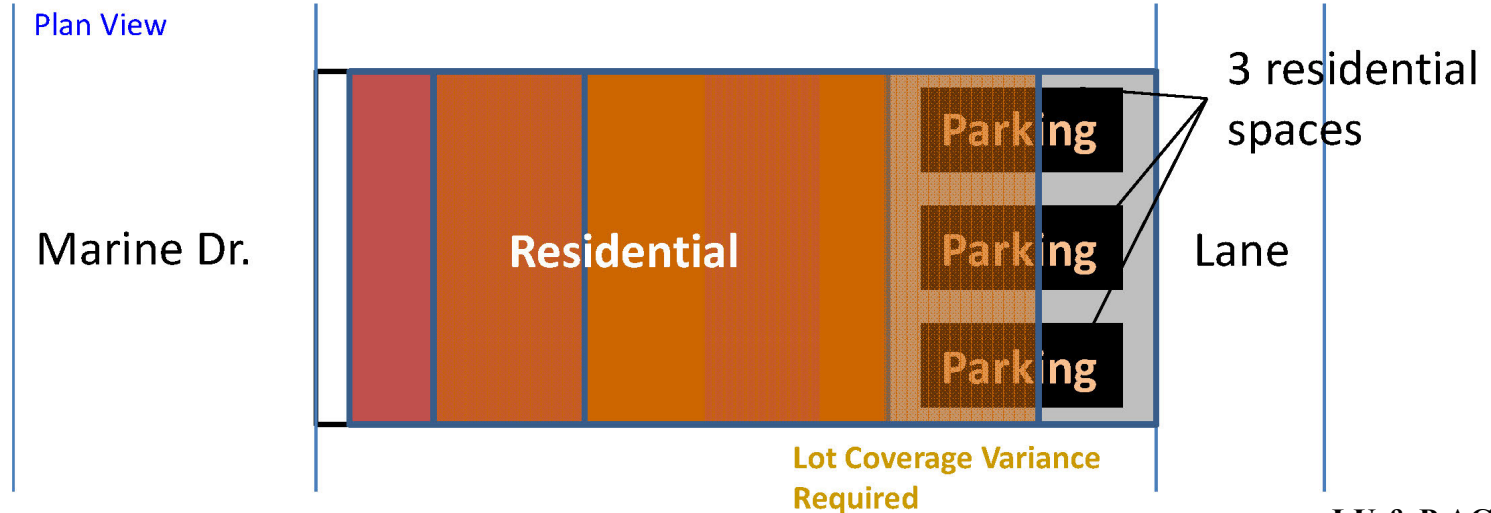 Plan View
3 residential
spaces
Parking
Marine Dr.
Residential
Parking
Lane
Parking
Lot Coverage Variance
Required